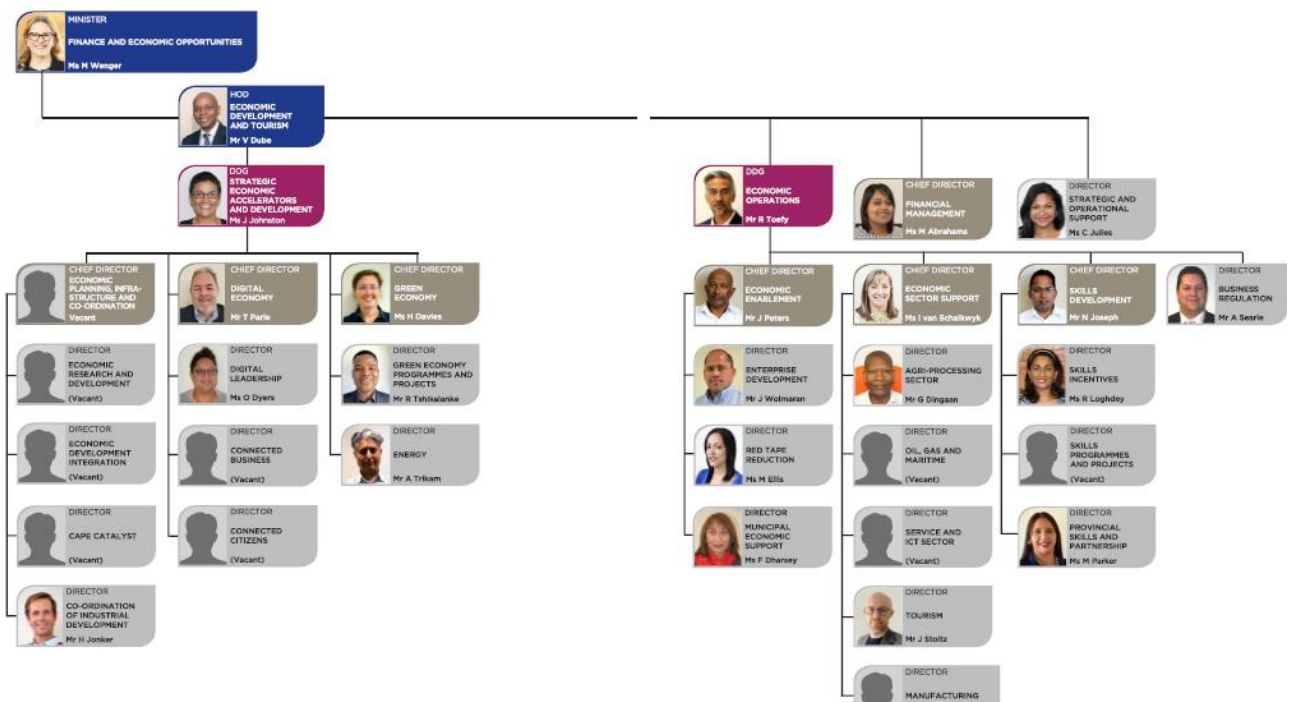 MINISTER
FINANCE AND ECONOMIC OPPORTUNITIES
Ms M Wenger
HOD
ECONOMIC
DEVELOPMENT
AND TOURISM
Mr V Dube
DDG
STRATEGIC
ECONOMIC
ACCELERATORS
AND DEVELOPMENT
Ms J Johnston
DDG
ECONOMIC
OPERATIONS
Mr R Toefy
CHIEF DIRECTOR
FINANCIAL
MANAGEMENT
Ms M Abrahams
DIRECTOR
STRATEGIC AND
OPERATIONAL
SUPPORT
Ms C Julies
CHIEF DIRECTOR
ECONOMIC
PLANNING, INFRA-
STRUCTURE AND
CO-ORDINATION
Vacant
CHIEF DIRECTOR
DIGITAL
ECONOMY
Mr T Parle
CHIEF DIRECTOR
GREEN
ECONOMY
Ms H Davies
CHIEF DIRECTOR
ECONOMIC
ENABLEMENT
Mr J Peters
CHIEF DIRECTOR
ECONOMIC
SECTOR SUPPORT
Ms I van Schalkwyk
CHIEF DIRECTOR
SKILLS
DEVELOPMENT
Mr N Joseph
DIRECTOR
BUSINESS
REGULATION
Mr A Searle
DIRECTOR
ECONOMIC
RESEARCH AND
DEVELOPMENT
(Vacant)
DIRECTOR
DIGITAL
LEADERSHIP
Ms O Dyers
DIRECTOR
GREEN ECONOMY
PROGRAMMES AND
PROJECTS
Mr R Tshikalanke
DIRECTOR
ENTERPRISE
DEVELOPMENT
Mr J Wolmaran
DIRECTOR
AGRI-PROCESSING
SECTOR
Mr G Dingaan
DIRECTOR
SKILLS
INCENTIVES
Ms R Loghdey
DIRECTOR
ECONOMIC
DEVELOPMENT
INTEGRATION
(Vacant)
DIRECTOR
CONNECTED
BUSINESS
(Vacant)
DIRECTOR
ENERGY
Mr A Trikam
DIRECTOR
RED TAPE
REDUCTION
Ms M Ellis
DIRECTOR
OIL, GAS AND
MARITIME
(Vacant)
DIRECTOR
SKILLS
PROGRAMMES
AND PROJECTS
(Vacant)
DIRECTOR
CAPE CATALYST
(Vacant)
DIRECTOR
CONNECTED
CITIZENS
(Vacant)
DIRECTOR
MUNICIPAL
ECONOMIC
SUPPORT
Ms F Dharsey
DIRECTOR
SERVICE AND
ICT SECTOR
(Vacant)
DIRECTOR
PROVINCIAL
SKILLS AND
PARTNERSHIP
Ms M Parker
DIRECTOR
CO-ORDINATION
OF INDUSTRIAL
DEVELOPMENT
Mr H Jonker
DIRECTOR
TOURISM
Mr J Stoltz
DIRECTOR
MANUFACTURING